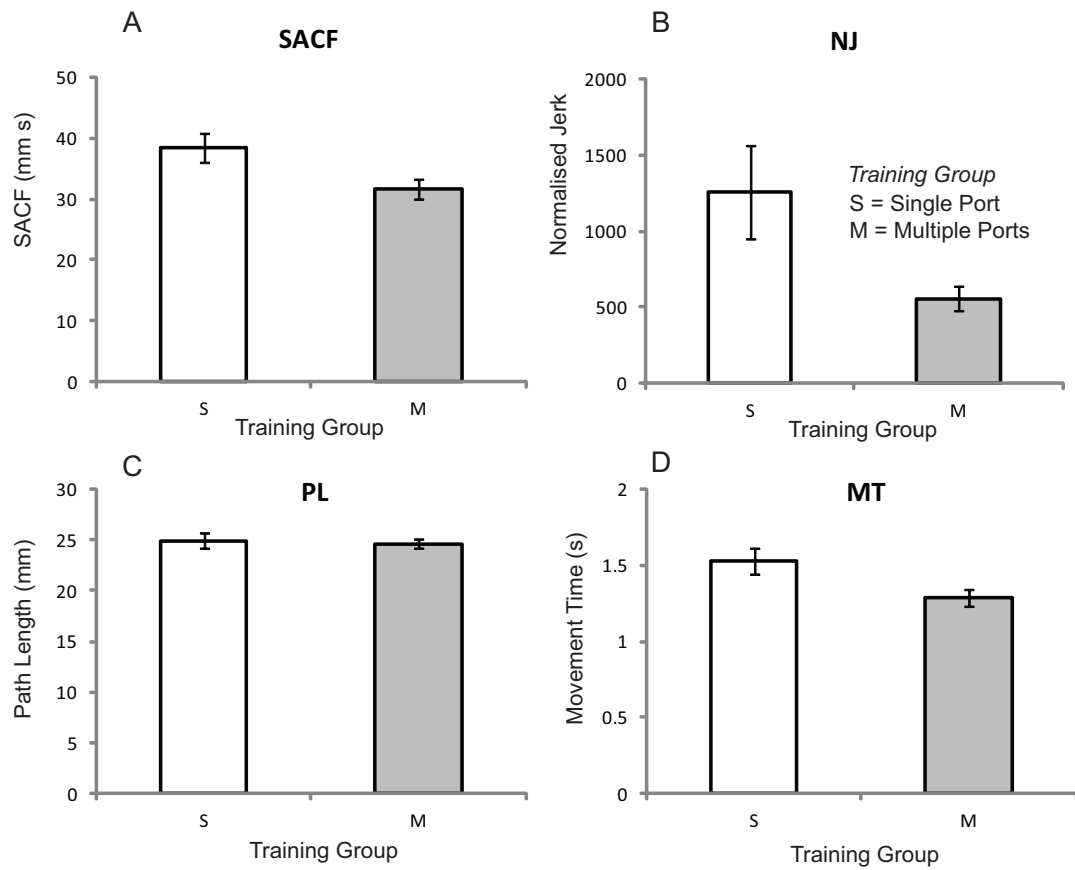 A
SACF
SACF (mm s)
50
40
30
20
10
0
S
M
Training Group
B
NJ
Normalised Jerk
2000
1500
1000
500
0
Training Group
S = Single Port
M = Multiple Ports
S
M
Training Group
C
PL
Path Length (mm)
30
25
20
15
10
5
0
S
M
Training Group
D
MT
Movement Time (s)
2
1.5
1
0.5
0
S
M
Training Group